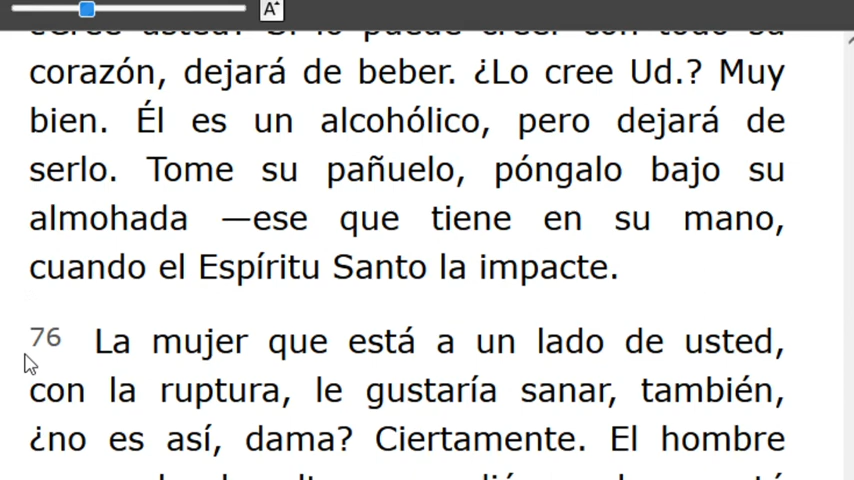 A
corazón, dejará de beber. ¿Lo cree Ud.? Muy
bien. Él es un alcohólico, pero dejará de
serlo. Tome su pañuelo, póngalo bajo su
almohada —ese que tiene en su mano,
cuando el Espíritu Santo la impacte.
76 La mujer que está a un lado de usted,
con la ruptura, le gustaría sanar, también,
¿no es así, dama? Ciertamente. El hombre